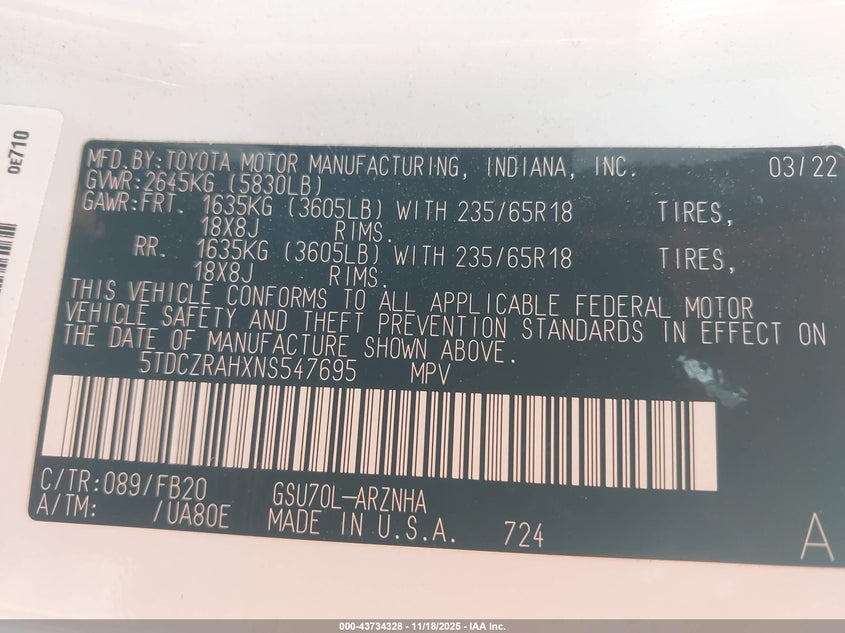 OE710
MFD.BY:TOYOTA MOTOR MANUFACTURING, INDIANA, INC. 03/22
GVWR:2645KG (5830LB)
GAWR:FRT. 1635KG (3605LB) WITH 235/65R18 TIRES,
18X8J RIMS.
RR. 1635KG (3605LB) WITH 235/65R18 TIRES,
18X8J RIMS.
THIS VEHICLE CONFORMS TO ALL APPLICABLE FEDERAL MOTOR
VEHICLE SAFETY AND THEFT PREVENTION STANDARDS IN EFFECT ON
THE DATE OF MANUFACTURE SHOWN ABOVE.
5TDCZRAHXNS547695 MPV
C/TR:089/FB20 GSU70L-ARZNHA
A/TM: /UA80E MADE IN U.S.A. 724 A
000-43734328 - 11/18/2025 - IAA Inc.